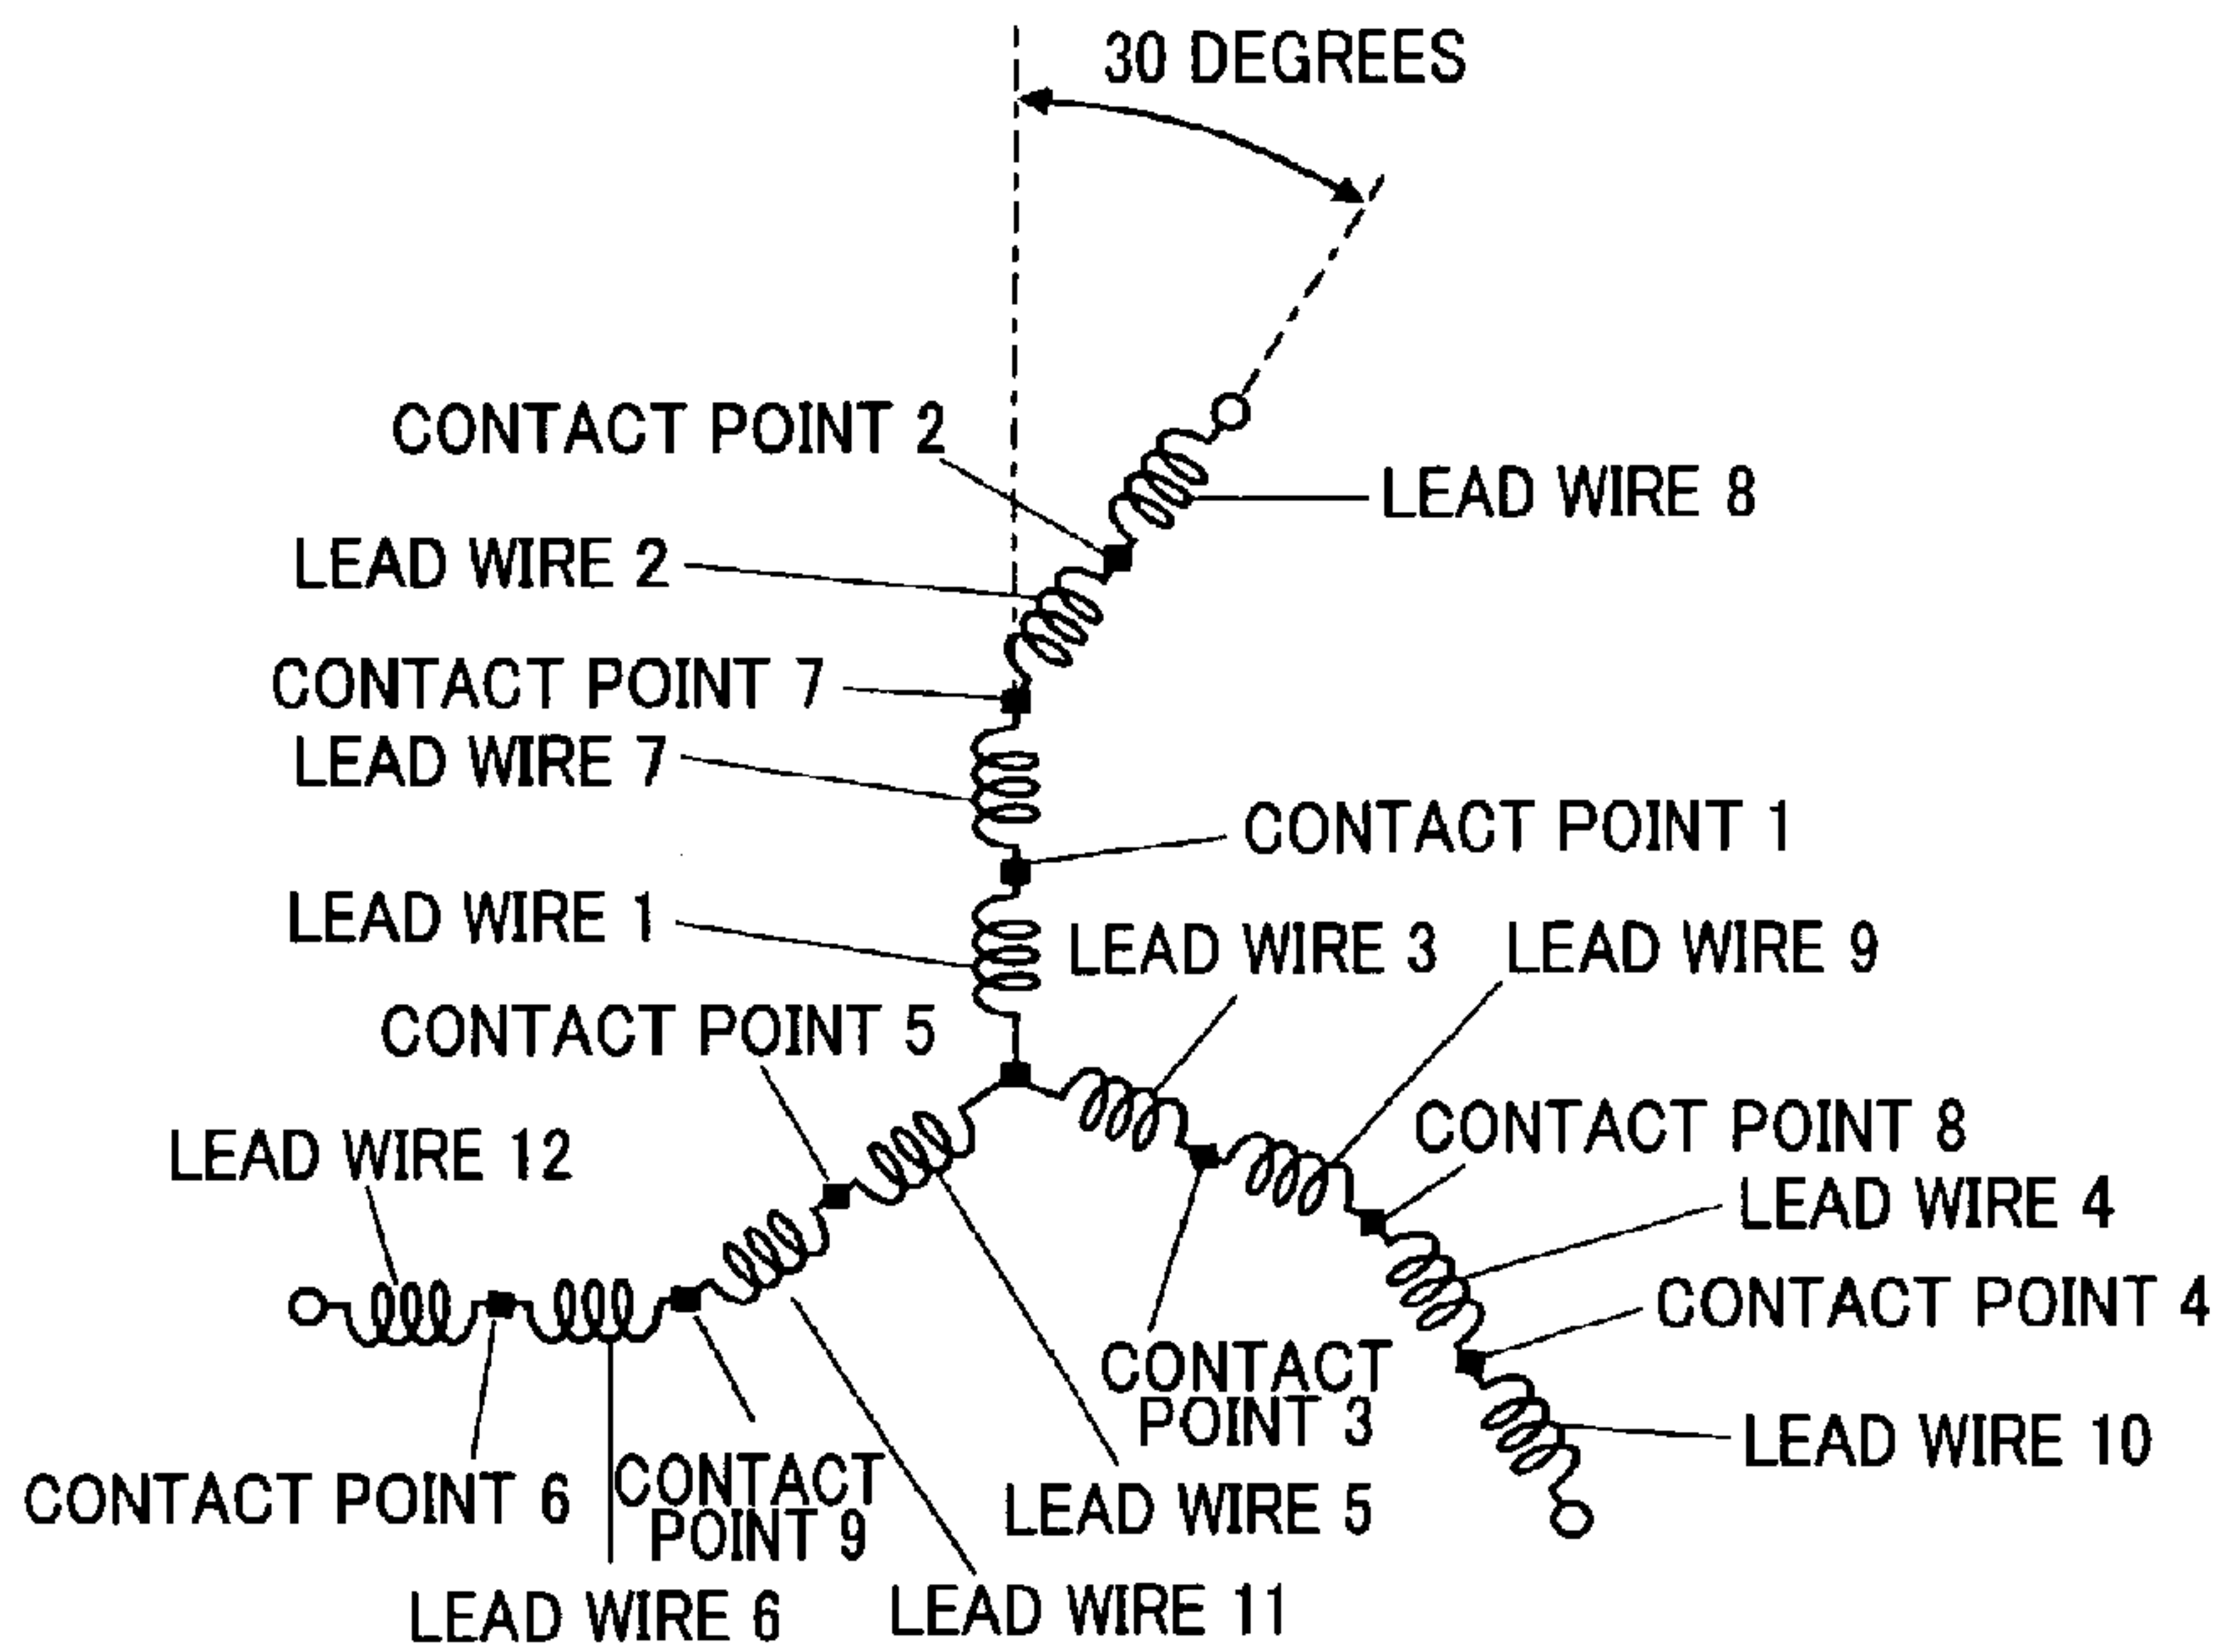 30 DEGREES
CONTACT POINT 2
LEAD WIRE 8
LEAD WIRE 2
CONTACT POINT 7
LEAD WIRE 7
CONTACT POINT 1
LEAD WIRE 1
LEAD WIRE 3
LEAD WIRE 9
CONTACT POINT 5
LEAD WIRE 12
CONTACT POINT 8
LEAD WIRE 4
CONTACT POINT 4
CONTACT
POINT 3
LEAD WIRE 10
CONTACT POINT 6
CONTACT
POINT 9
LEAD WIRE 5
LEAD WIRE 6
LEAD WIRE 11